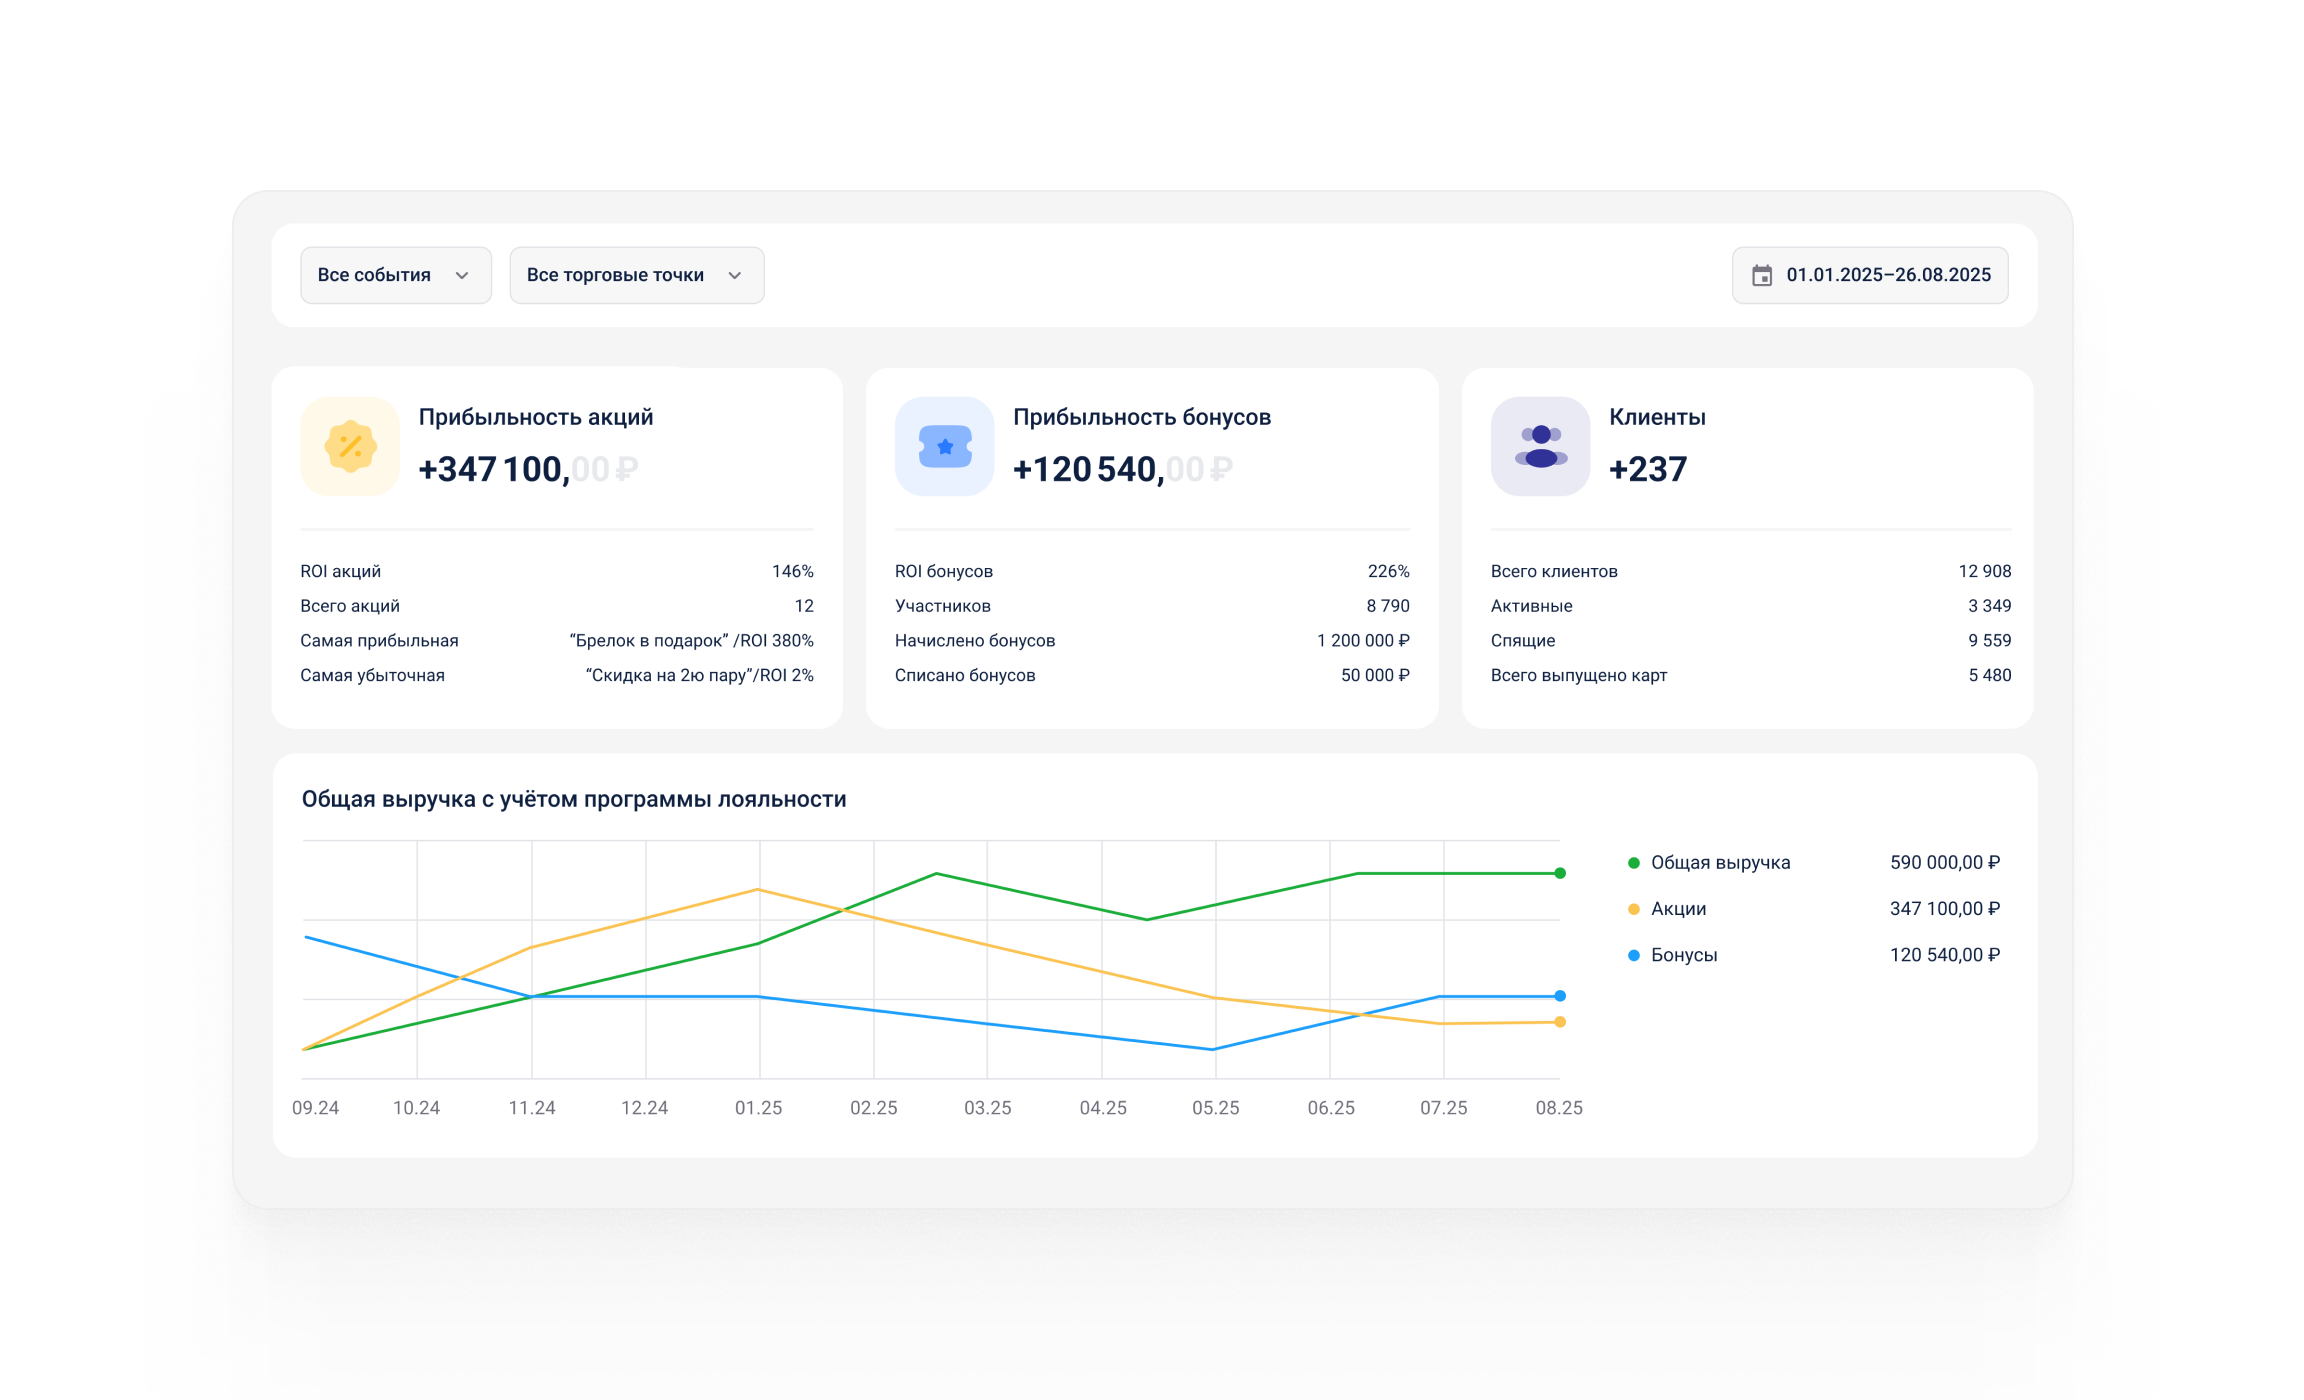 Все события
Все торговые точки
01.01.2025–26.08.2025
Прибыльность акций
+347 100,00 ₽
ROI акций 146%
Всего акций 12
Самая прибыльная “Брелок в подарок” /ROI 380%
Самая убыточная “Скидка на 2ю пару”/ROI 2%
Прибыльность бонусов
+120 540,00 ₽
ROI бонусов 226%
Участников 8 790
Начислено бонусов 1 200 000 ₽
Списано бонусов 50 000 ₽
Клиенты
+237
Всего клиентов 12 908
Активные 3 349
Спящие 9 559
Всего выпущено карт 5 480
Общая выручка с учётом программы лояльности
Общая выручка 590 000,00 ₽
Акции 347 100,00 ₽
Бонусы 120 540,00 ₽
09.24 10.24 11.24 12.24 01.25 02.25 03.25 04.25 05.25 06.25 07.25 08.25